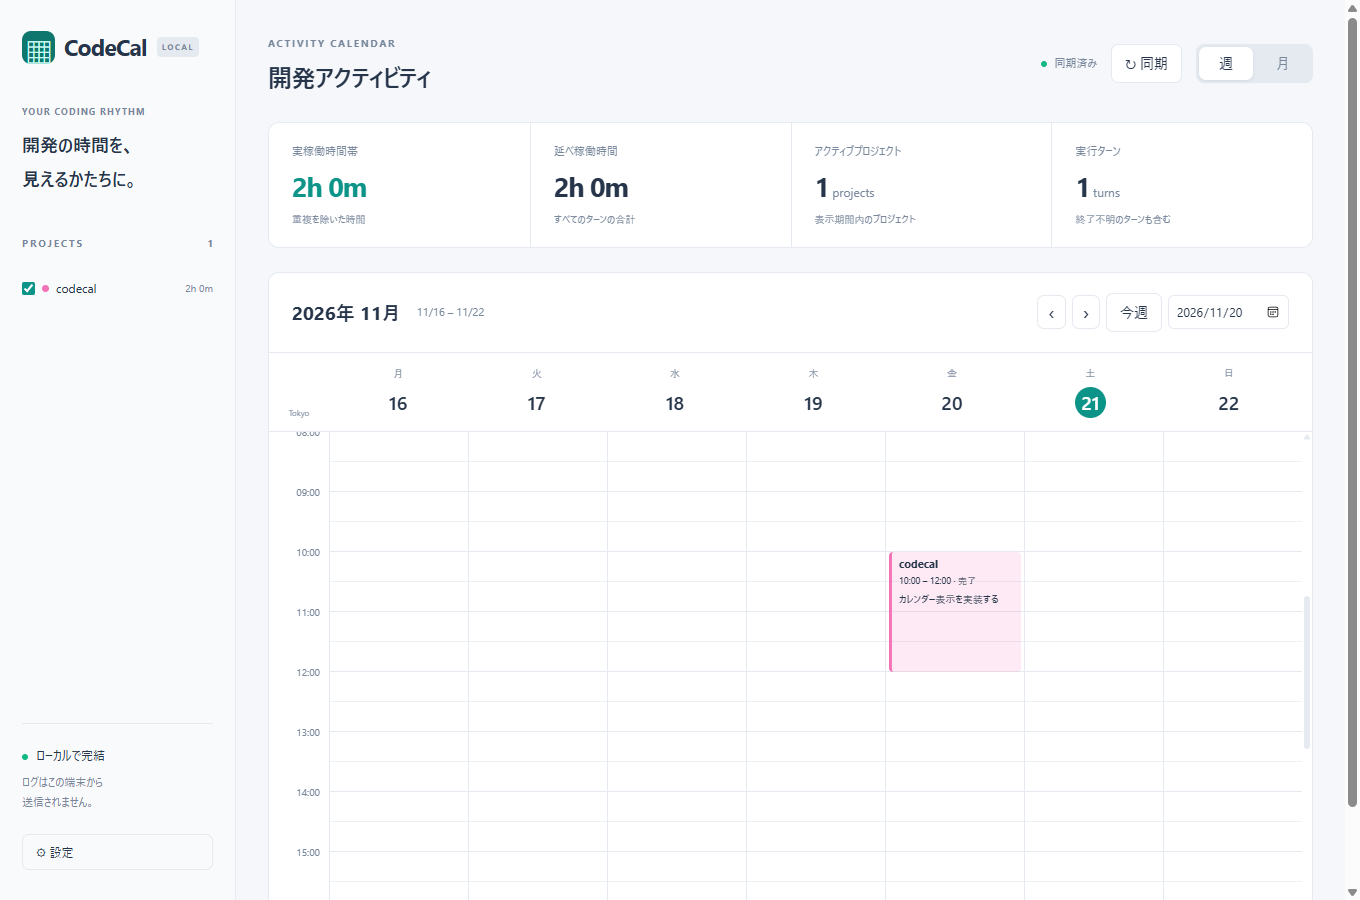 CodeCal LOCAL
YOUR CODING RHYTHM
開発の時間を、
見えるかたちに。
PROJECTS 1
codecal 2h 0m
ローカルで完結
ログはこの端末から
送信されません。
⚙ 設定
ACTIVITY CALENDAR
開発アクティビティ
同期済み
↻ 同期
週 月
実稼働時間帯
2h 0m
重複を除いた時間
延べ稼働時間
2h 0m
すべてのターンの合計
アクティブプロジェクト
1 projects
表示期間内のプロジェクト
実行ターン
1 turns
終了不明のターンも含む
2026年 11月 11/16 – 11/22
‹ › 今週 2026/11/20
月 火 水 木 金 土 日
Tokyo 16 17 18 19 20 21 22
08:00
09:00
10:00
11:00
12:00
13:00
14:00
15:00
codecal
10:00 – 12:00 · 完了
カレンダー表示を実装する